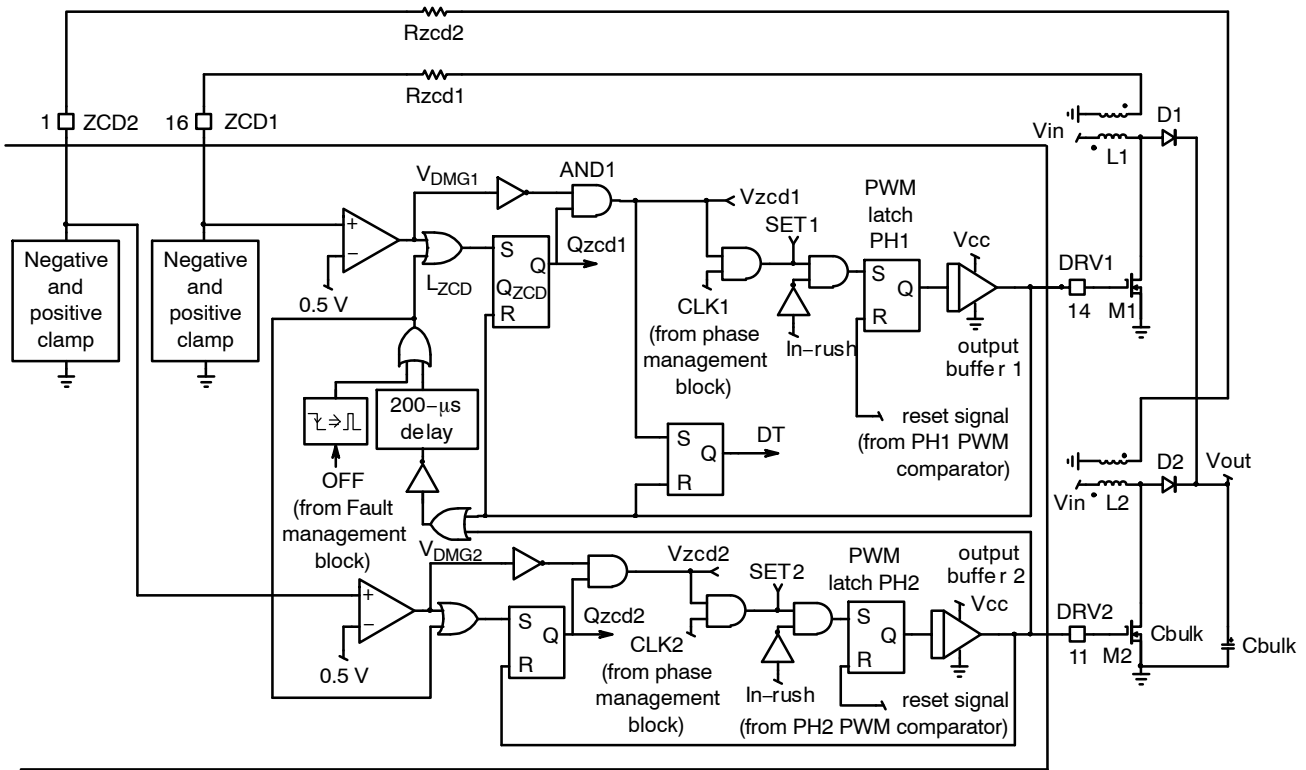 Rzcd2
Rzcd1
1
ZCD2
16
ZCD1
D1
Vin
L1
Negative
and
positive
clamp
Negative
and
positive
clamp
VDMG1
AND1
Vzcd1
SET1
PWM
latch
PH1
Vcc
DRV1
14
M1
+
−
0.5 V
LZCD
S
Q
QZCD
R
Qzcd1
CLK1
(from phase
management
block)
In−rush
S
Q
R
output
buffer 1
reset signal
(from PH1 PWM
comparator)
200−μs
delay
OFF
(from Fault
management
block)
S
Q
R
DT
D2
Vout
Vin
L2
VDMG2
Vzcd2
SET2
PWM
latch PH2
output
buffer 2
Vcc
DRV2
11
M2
Cbulk
Cbulk
+
−
0.5 V
S
Q
R
Qzcd2
CLK2
(from phase
management
block)
In−rush
S
Q
R
reset signal
(from PH2 PWM comparator)